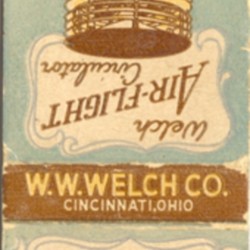 Welch
AIR-FLIGHT
Circulator
W.W.WELCH CO.
CINCINNATI,OHIO